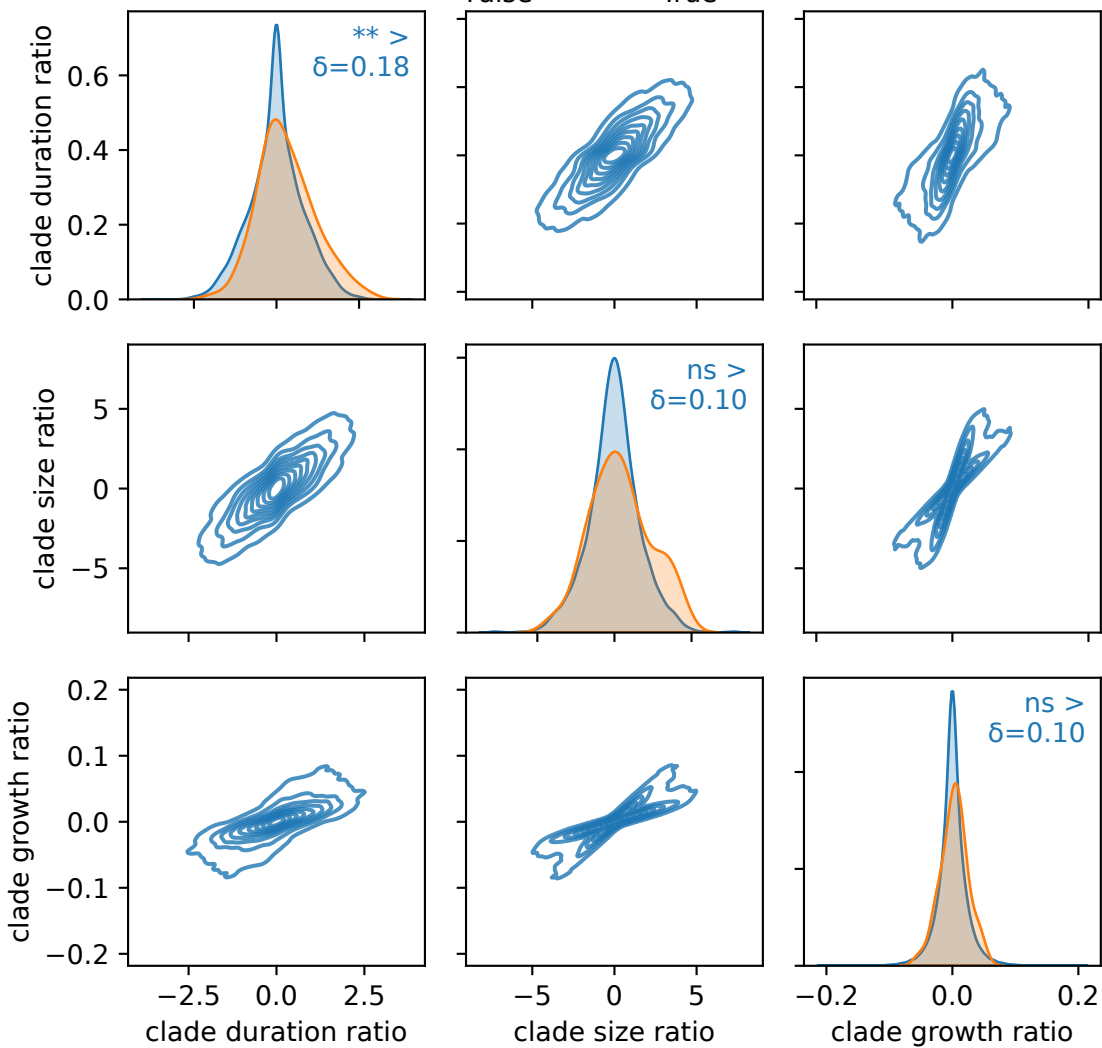 False True
clade duration ratio
0.6
0.4
0.2
0.0
** >
δ=0.18
clade size ratio
5
0
−5
ns >
δ=0.10
clade growth ratio
0.2
0.1
0.0
−0.1
−0.2
ns >
δ=0.10
−2.5 0.0 2.5
−5 0 5
−0.2 0.0 0.2
clade duration ratio
clade size ratio
clade growth ratio